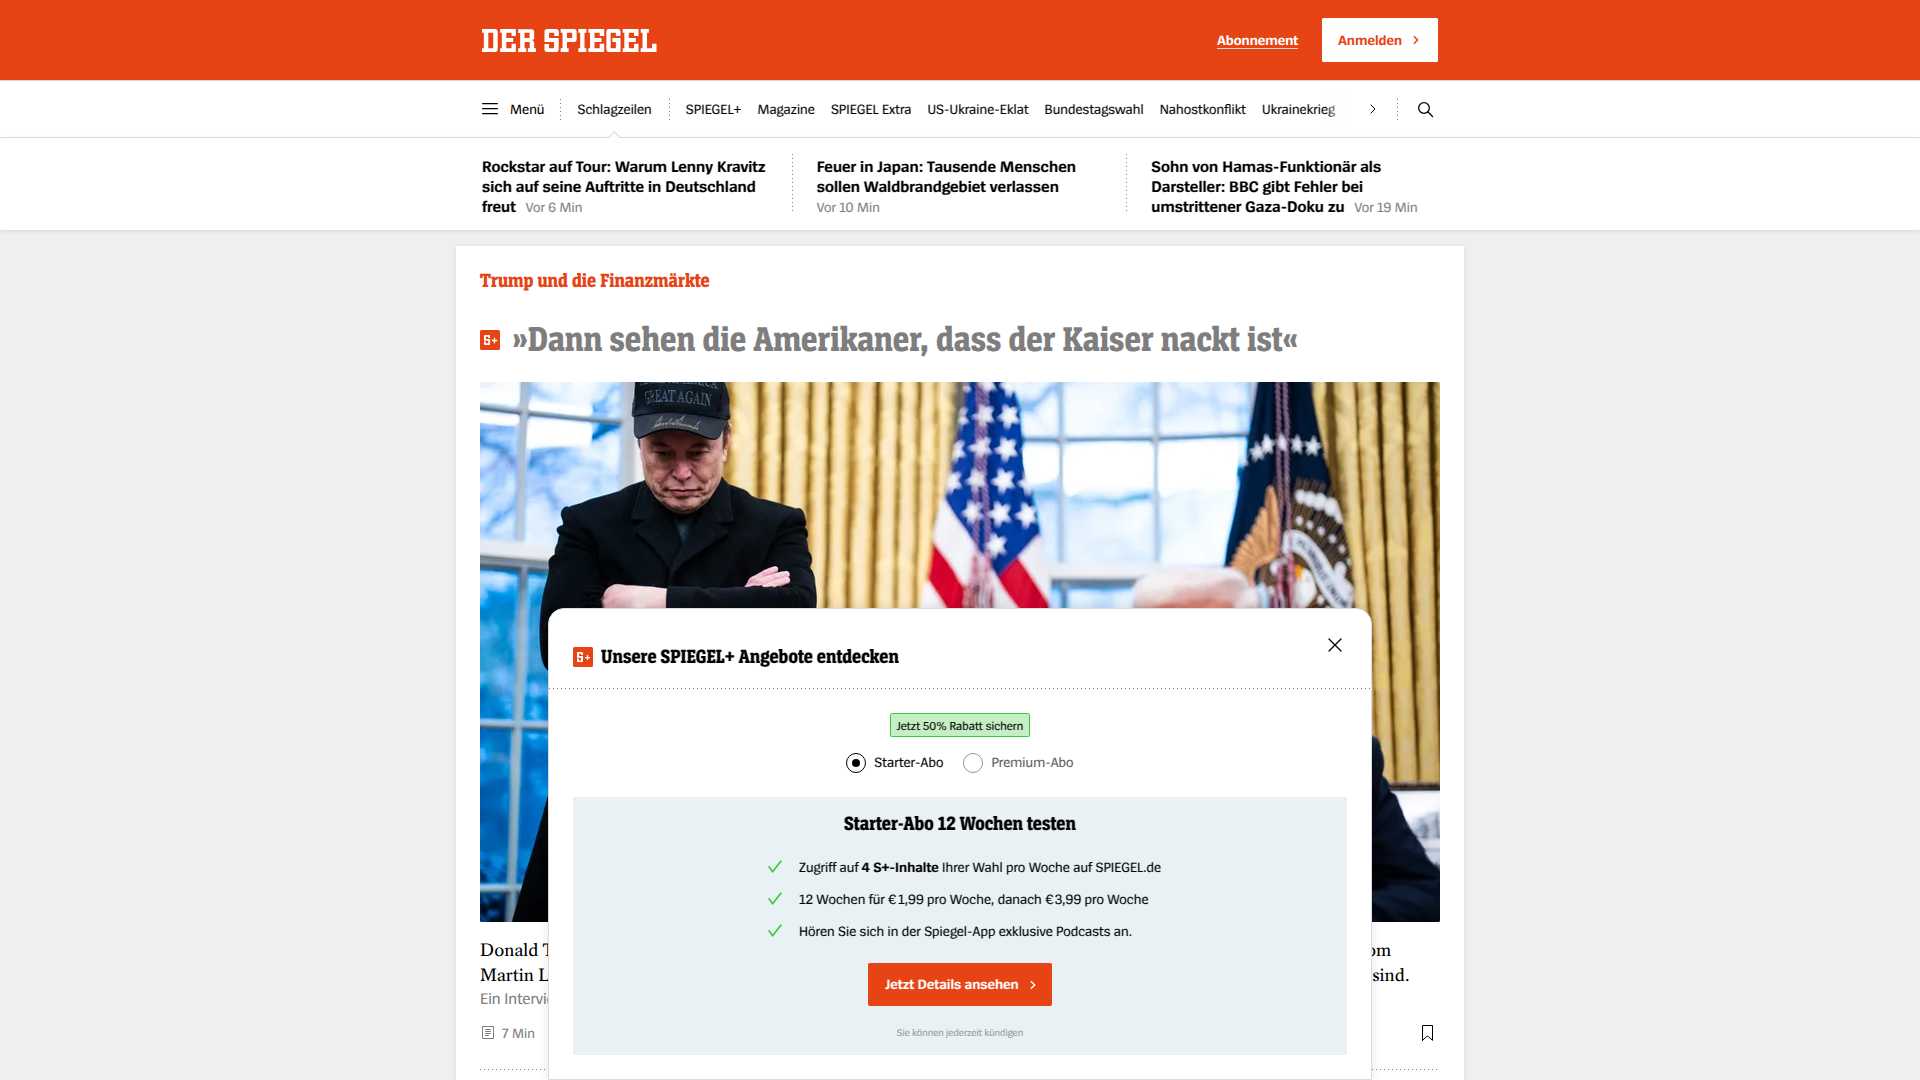 DER SPIEGEL
Abonnement
Anmelden
Menü
Schlagzeilen
SPIEGEL+
Magazine
SPIEGEL Extra
US-Ukraine-Eklat
Bundestagswahl
Nahostkonflikt
Ukrainekrieg
Rockstar auf Tour: Warum Lenny Kravitz
sich auf seine Auftritte in Deutschland
freut Vor 6 Min
Feuer in Japan: Tausende Menschen
sollen Waldbrandgebiet verlassen
Vor 10 Min
Sohn von Hamas-Funktionär als
Darsteller: BBC gibt Fehler bei
umstrittener Gaza-Doku zu Vor 19 Min
Trump und die Finanzmärkte
S+ »Dann sehen die Amerikaner, dass der Kaiser nackt ist«
GREAT AGAIN
S+ Unsere SPIEGEL+ Angebote entdecken
Jetzt 50% Rabatt sichern
Starter-Abo
Premium-Abo
Starter-Abo 12 Wochen testen
Zugriff auf 4 S+-Inhalte Ihrer Wahl pro Woche auf SPIEGEL.de
12 Wochen für €1,99 pro Woche, danach €3,99 pro Woche
Hören Sie sich in der Spiegel-App exklusive Podcasts an.
Jetzt Details ansehen
Sie können jederzeit kündigen
Donald
Martin
sind.
Ein
7 Min